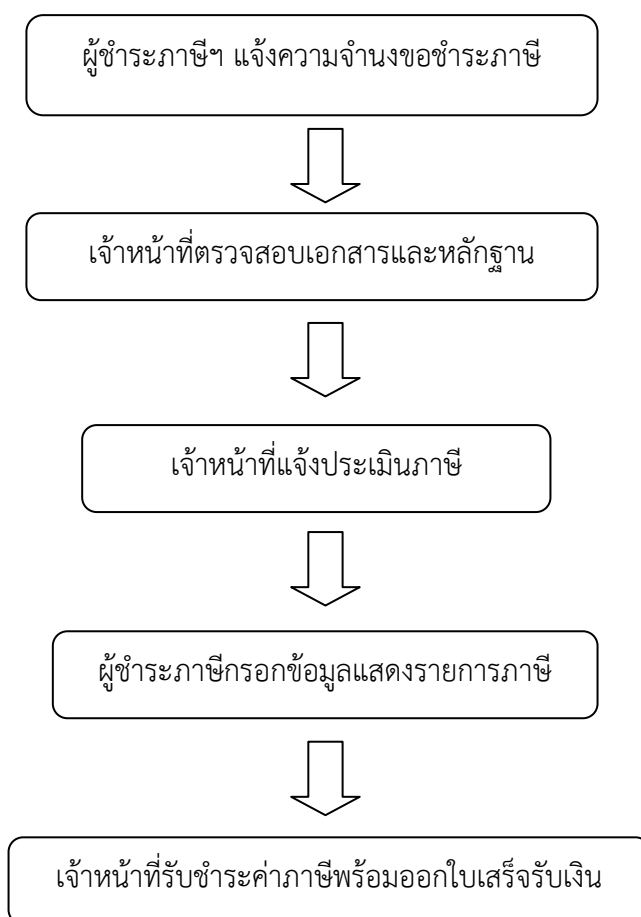 ผู้ชำระภาษีฯ แจ้งความจำนงขอชำระภาษี
เจ้าหน้าที่ตรวจสอบเอกสารและหลักฐาน
เจ้าหน้าที่แจ้งประเมินภาษี
ผู้ชำระภาษีกรอกข้อมูลแสดงรายการภาษี
เจ้าหน้าที่รับชำระค่าภาษีพร้อมออกใบเสร็จรับเงิน